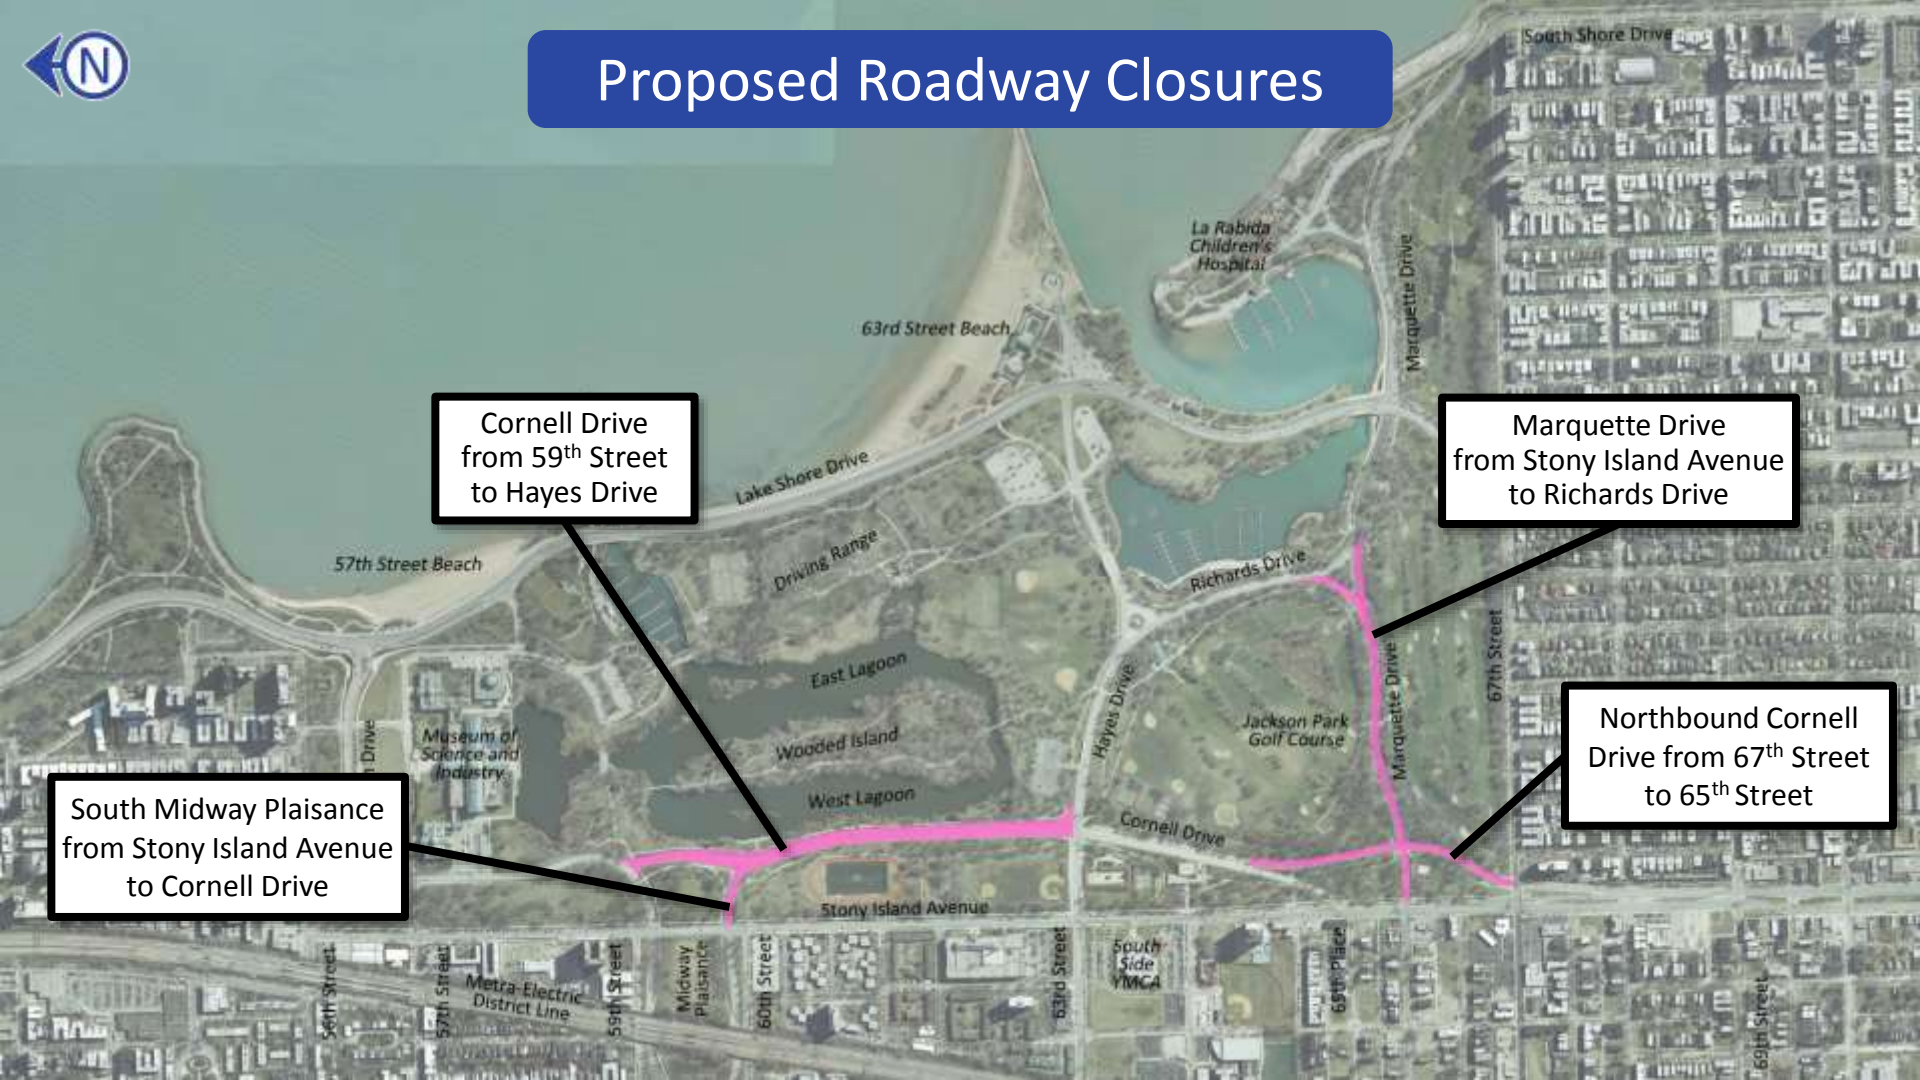 N
Proposed Roadway Closures
South Shore Drive
La Rabida
Children's
Hospital
Marquette Drive
63rd Street Beach
Cornell Drive
from 59th Street
to Hayes Drive
Marquette Drive
from Stony Island Avenue
to Richards Drive
Lake Shore Drive
57th Street Beach
Driving Range
Richards Drive
67th Street
East Lagoon
Hayes Drive
Marquette Drive
Jackson Park
Golf Course
Museum of
Science and
Industry
Wooded Island
Drive
Northbound Cornell
Drive from 67th Street
to 65th Street
West Lagoon
Cornell Drive
South Midway Plaisance
from Stony Island Avenue
to Cornell Drive
Stony Island Avenue
56th Street
57th Street
Metra Electric
District Line
59th Street
Midway
Plaisance
60th Street
63rd Street
South
Side
YMCA
65th Place
69th Street